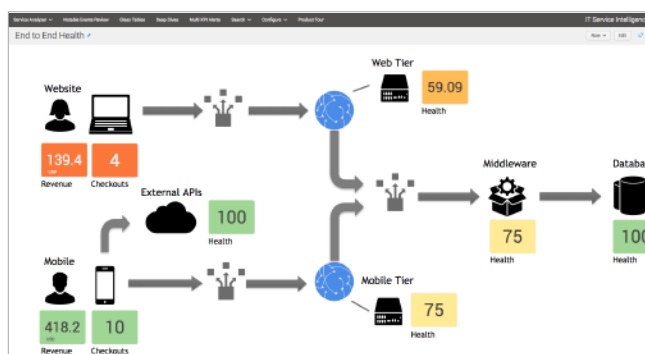 Service Analyzer Notable Events Review Glass Tables Deep Dives Multi KPI Alerts Search Configure Product Tour
IT Service Intelligenc
End to End Health
Edit
Web Tier
59.09
Health
Website
139.4
4
Revenue
Checkouts
External APIs
100
Health
Middleware
75
Health
Databa
100
Health
Mobile
418.2
10
Revenue
Checkouts
Mobile Tier
75
Health